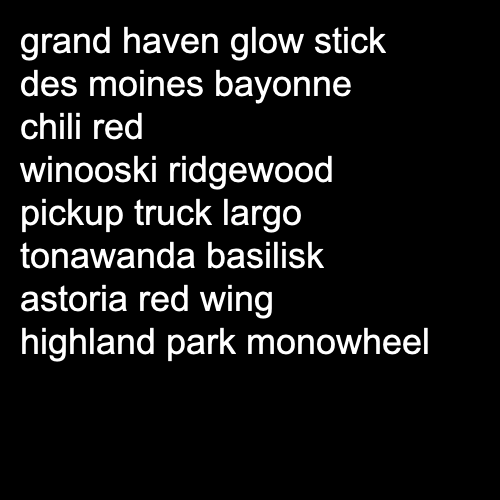 grand haven glow stick
des moines bayonne
chili red
winooski ridgewood
pickup truck largo
tonawanda basilisk
astoria red wing
highland park monowheel